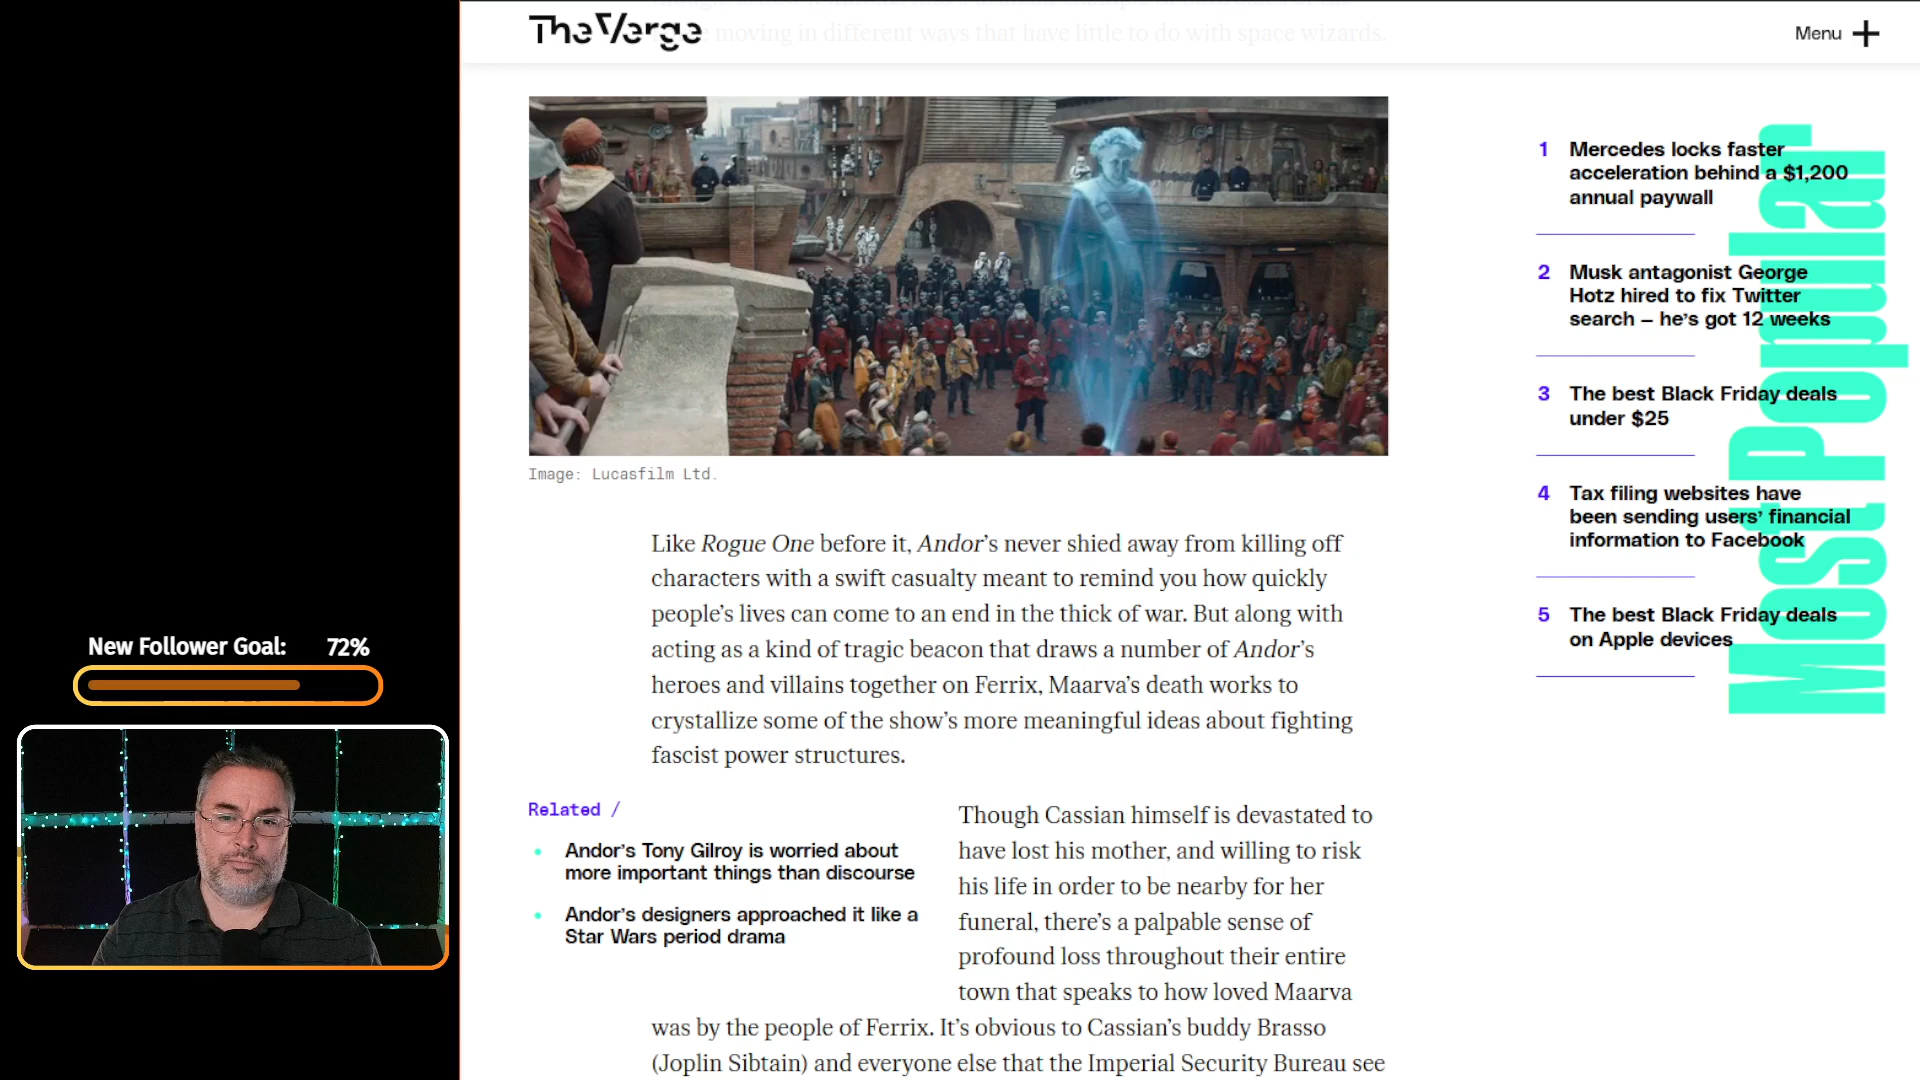 The Verge
moving in different ways that have little to do with space wizards.
Menu
Image: Lucasfilm Ltd.
Like Rogue One before it, Andor’s never shied away from killing off
characters with a swift casualty meant to remind you how quickly
people’s lives can come to an end in the thick of war. But along with
acting as a kind of tragic beacon that draws a number of Andor’s
heroes and villains together on Ferrix, Maarva’s death works to
crystallize some of the show’s more meaningful ideas about fighting
fascist power structures.
Related /
Andor’s Tony Gilroy is worried about
more important things than discourse
Andor’s designers approached it like a
Star Wars period drama
Though Cassian himself is devastated to
have lost his mother, and willing to risk
his life in order to be nearby for her
funeral, there’s a palpable sense of
profound loss throughout their entire
town that speaks to how loved Maarva
was by the people of Ferrix. It’s obvious to Cassian’s buddy Brasso
(Joplin Sibtain) and everyone else that the Imperial Security Bureau see
Most Popular
1 Mercedes locks faster
acceleration behind a $1,200
annual paywall
2 Musk antagonist George
Hotz hired to fix Twitter
search – he’s got 12 weeks
3 The best Black Friday deals
under $25
4 Tax filing websites have
been sending users’ financial
information to Facebook
5 The best Black Friday deals
on Apple devices
New Follower Goal: 72%